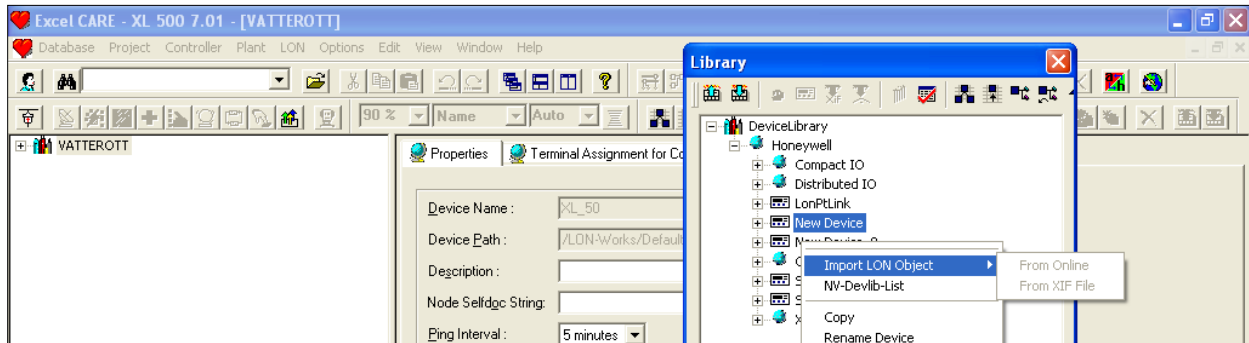 Excel CARE - XL 500 7.01 - [VATTEROTT]
Database Project Controller Plant LON Options Edit View Window Help
90 % Name Auto
VATTEROTT
Properties Terminal Assignment for Co
Device Name : XL_50
Device Path : /LON-Works/Default
Description :
Node Selfdoc String:
Ping Interval : 5 minutes
Library
DeviceLibrary
Honeywell
Compact IO
Distributed IO
LonPtLink
New Device
Import LON Object
NV-Devlib-List
Copy
Rename Device
From Online
From XIF File